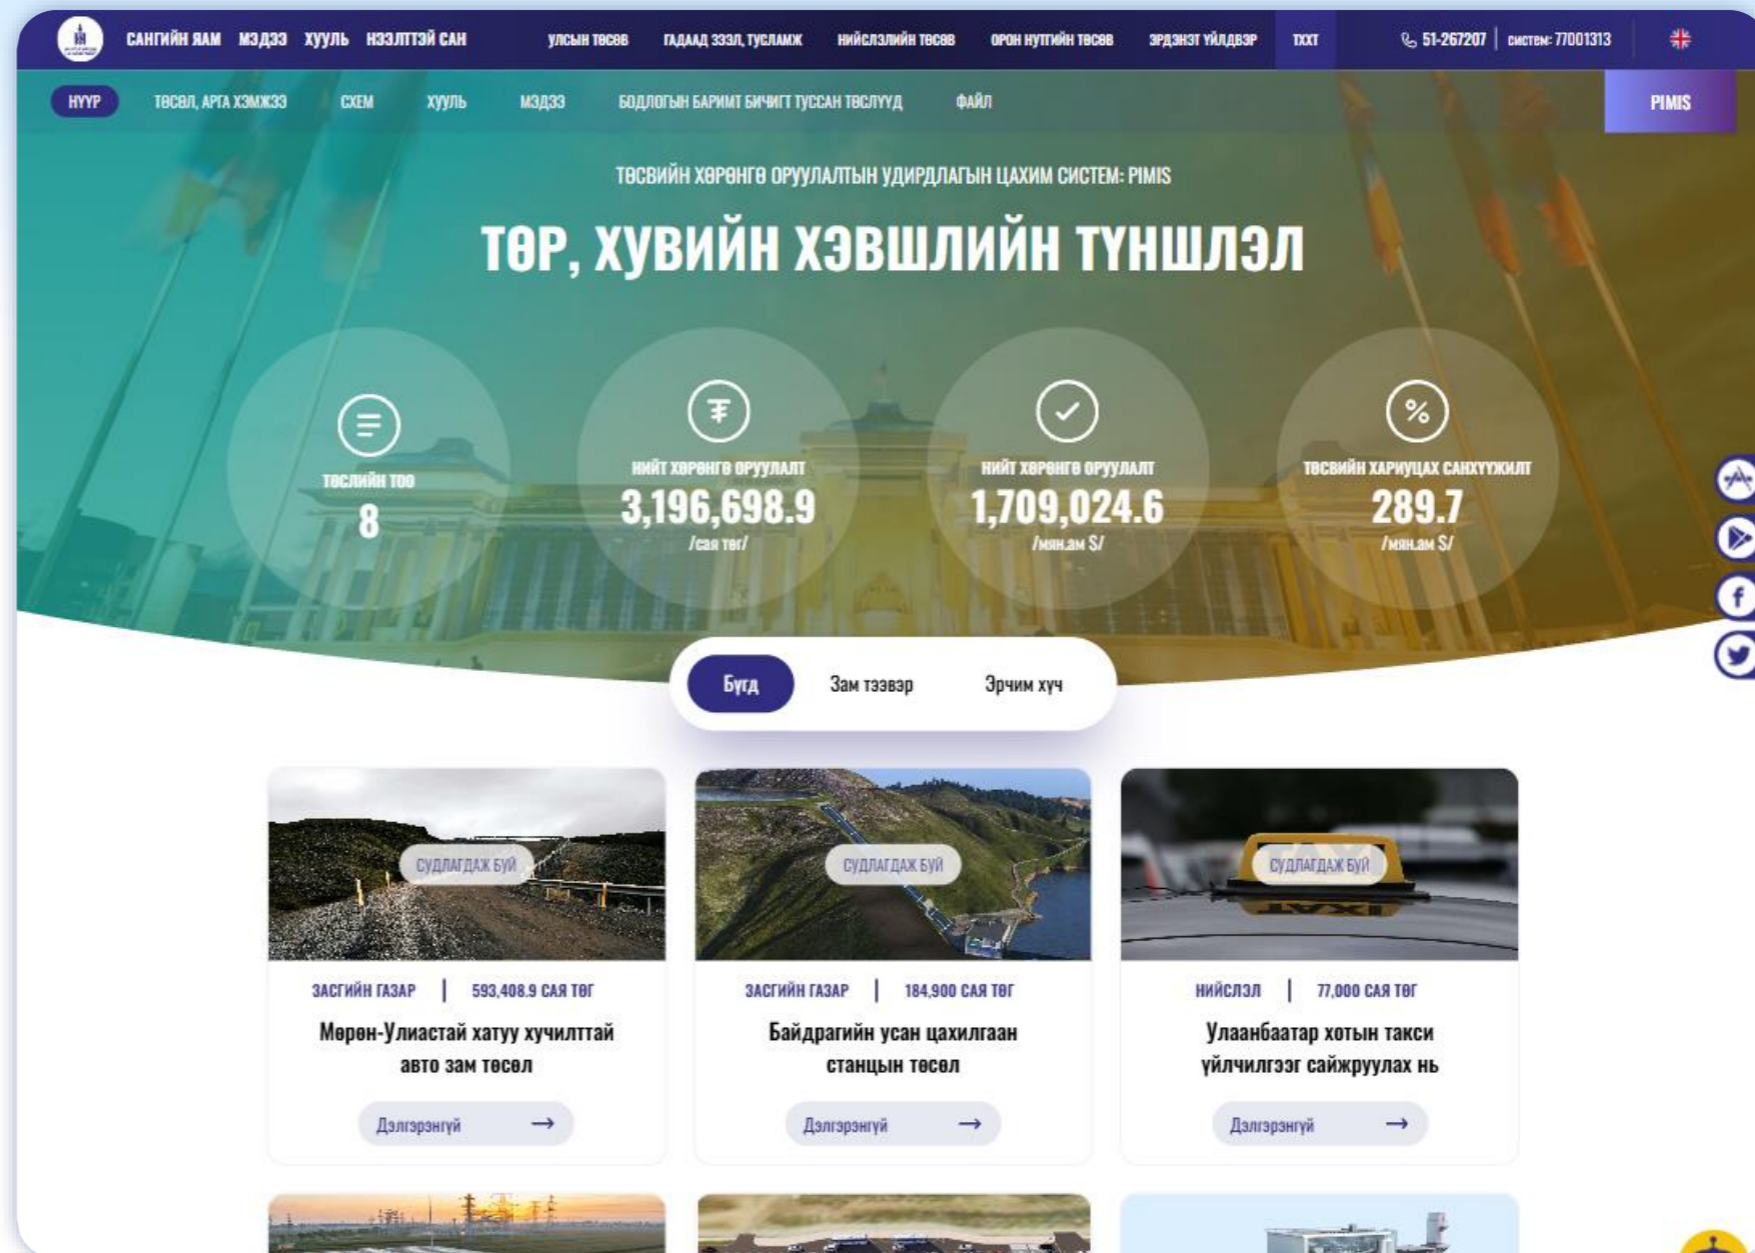 САНГИЙН ЯАМ МЭДЭЭ ХУУЛЬ НЭЭЛТТЭЙ САН УЛСЫН ТӨСӨВ ГАДААД ЗЭЭЛ, ТУСЛАМЖ НИЙСЛЭЛИЙН ТӨСӨВ ОРОН НУТГИЙН ТӨСӨВ ЭРДЭНЭТ ҮЙЛДВЭР ТХХТ 51-267207 | систем: 77001313
НҮҮР ТӨСӨЛ, АРГА ХЭМЖЭЭ СХЕМ ХУУЛЬ МЭДЭЭ БОДЛОГЫН БАРИМТ БИЧИГТ ТУССАН ТӨСЛҮҮД ФАЙЛ PIMIS
ТӨСВИЙН ХӨРӨНГӨ ОРУУЛАЛТЫН УДИРДЛАГЫН ЦАХИМ СИСТЕМ: PIMIS
ТӨР, ХУВИЙН ХЭВШЛИЙН ТҮНШЛЭЛ
ТӨСЛИЙН ТОО
8
НИЙТ ХӨРӨНГӨ ОРУУЛАЛТ
3,196,698.9
/сая төг/
НИЙТ ХӨРӨНГӨ ОРУУЛАЛТ
1,709,024.6
/мян.ам $/
ТӨСВИЙН ХАРИУЦАХ САНХҮҮЖИЛТ
289.7
/мян.ам $/
Бүгд Зам тээвэр Эрчим хүч
СУДЛАГДАЖ БУЙ
ЗАСГИЙН ГАЗАР | 593,408.9 САЯ ТӨГ
Мөрөн-Улиастай хатуу хучилттай
авто зам төсөл
Дэлгэрэнгүй →
СУДЛАГДАЖ БУЙ
ЗАСГИЙН ГАЗАР | 184,900 САЯ ТӨГ
Байдрагийн усан цахилгаан
станцын төсөл
Дэлгэрэнгүй →
СУДЛАГДАЖ БУЙ
TAXI
НИЙСЛЭЛ | 77,000 САЯ ТӨГ
Улаанбаатар хотын такси
үйлчилгээг сайжруулах нь
Дэлгэрэнгүй →